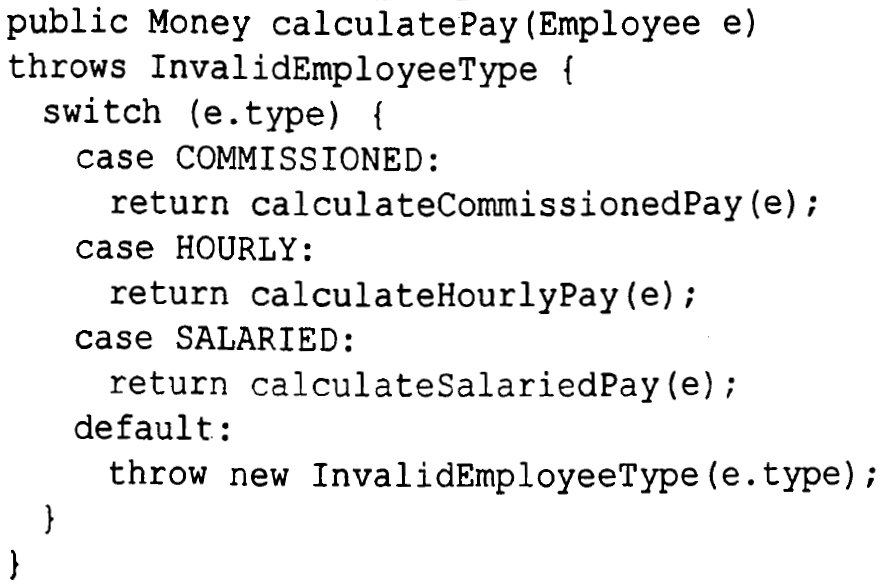 public Money calculatePay(Employee e)
throws InvalidEmployeeType {
  switch (e.type) {
    case COMMISSIONED:
      return calculateCommissionedPay(e);
    case HOURLY:
      return calculateHourlyPay(e);
    case SALARIED:
      return calculateSalariedPay(e);
    default:
      throw new InvalidEmployeeType(e.type);
  }
}